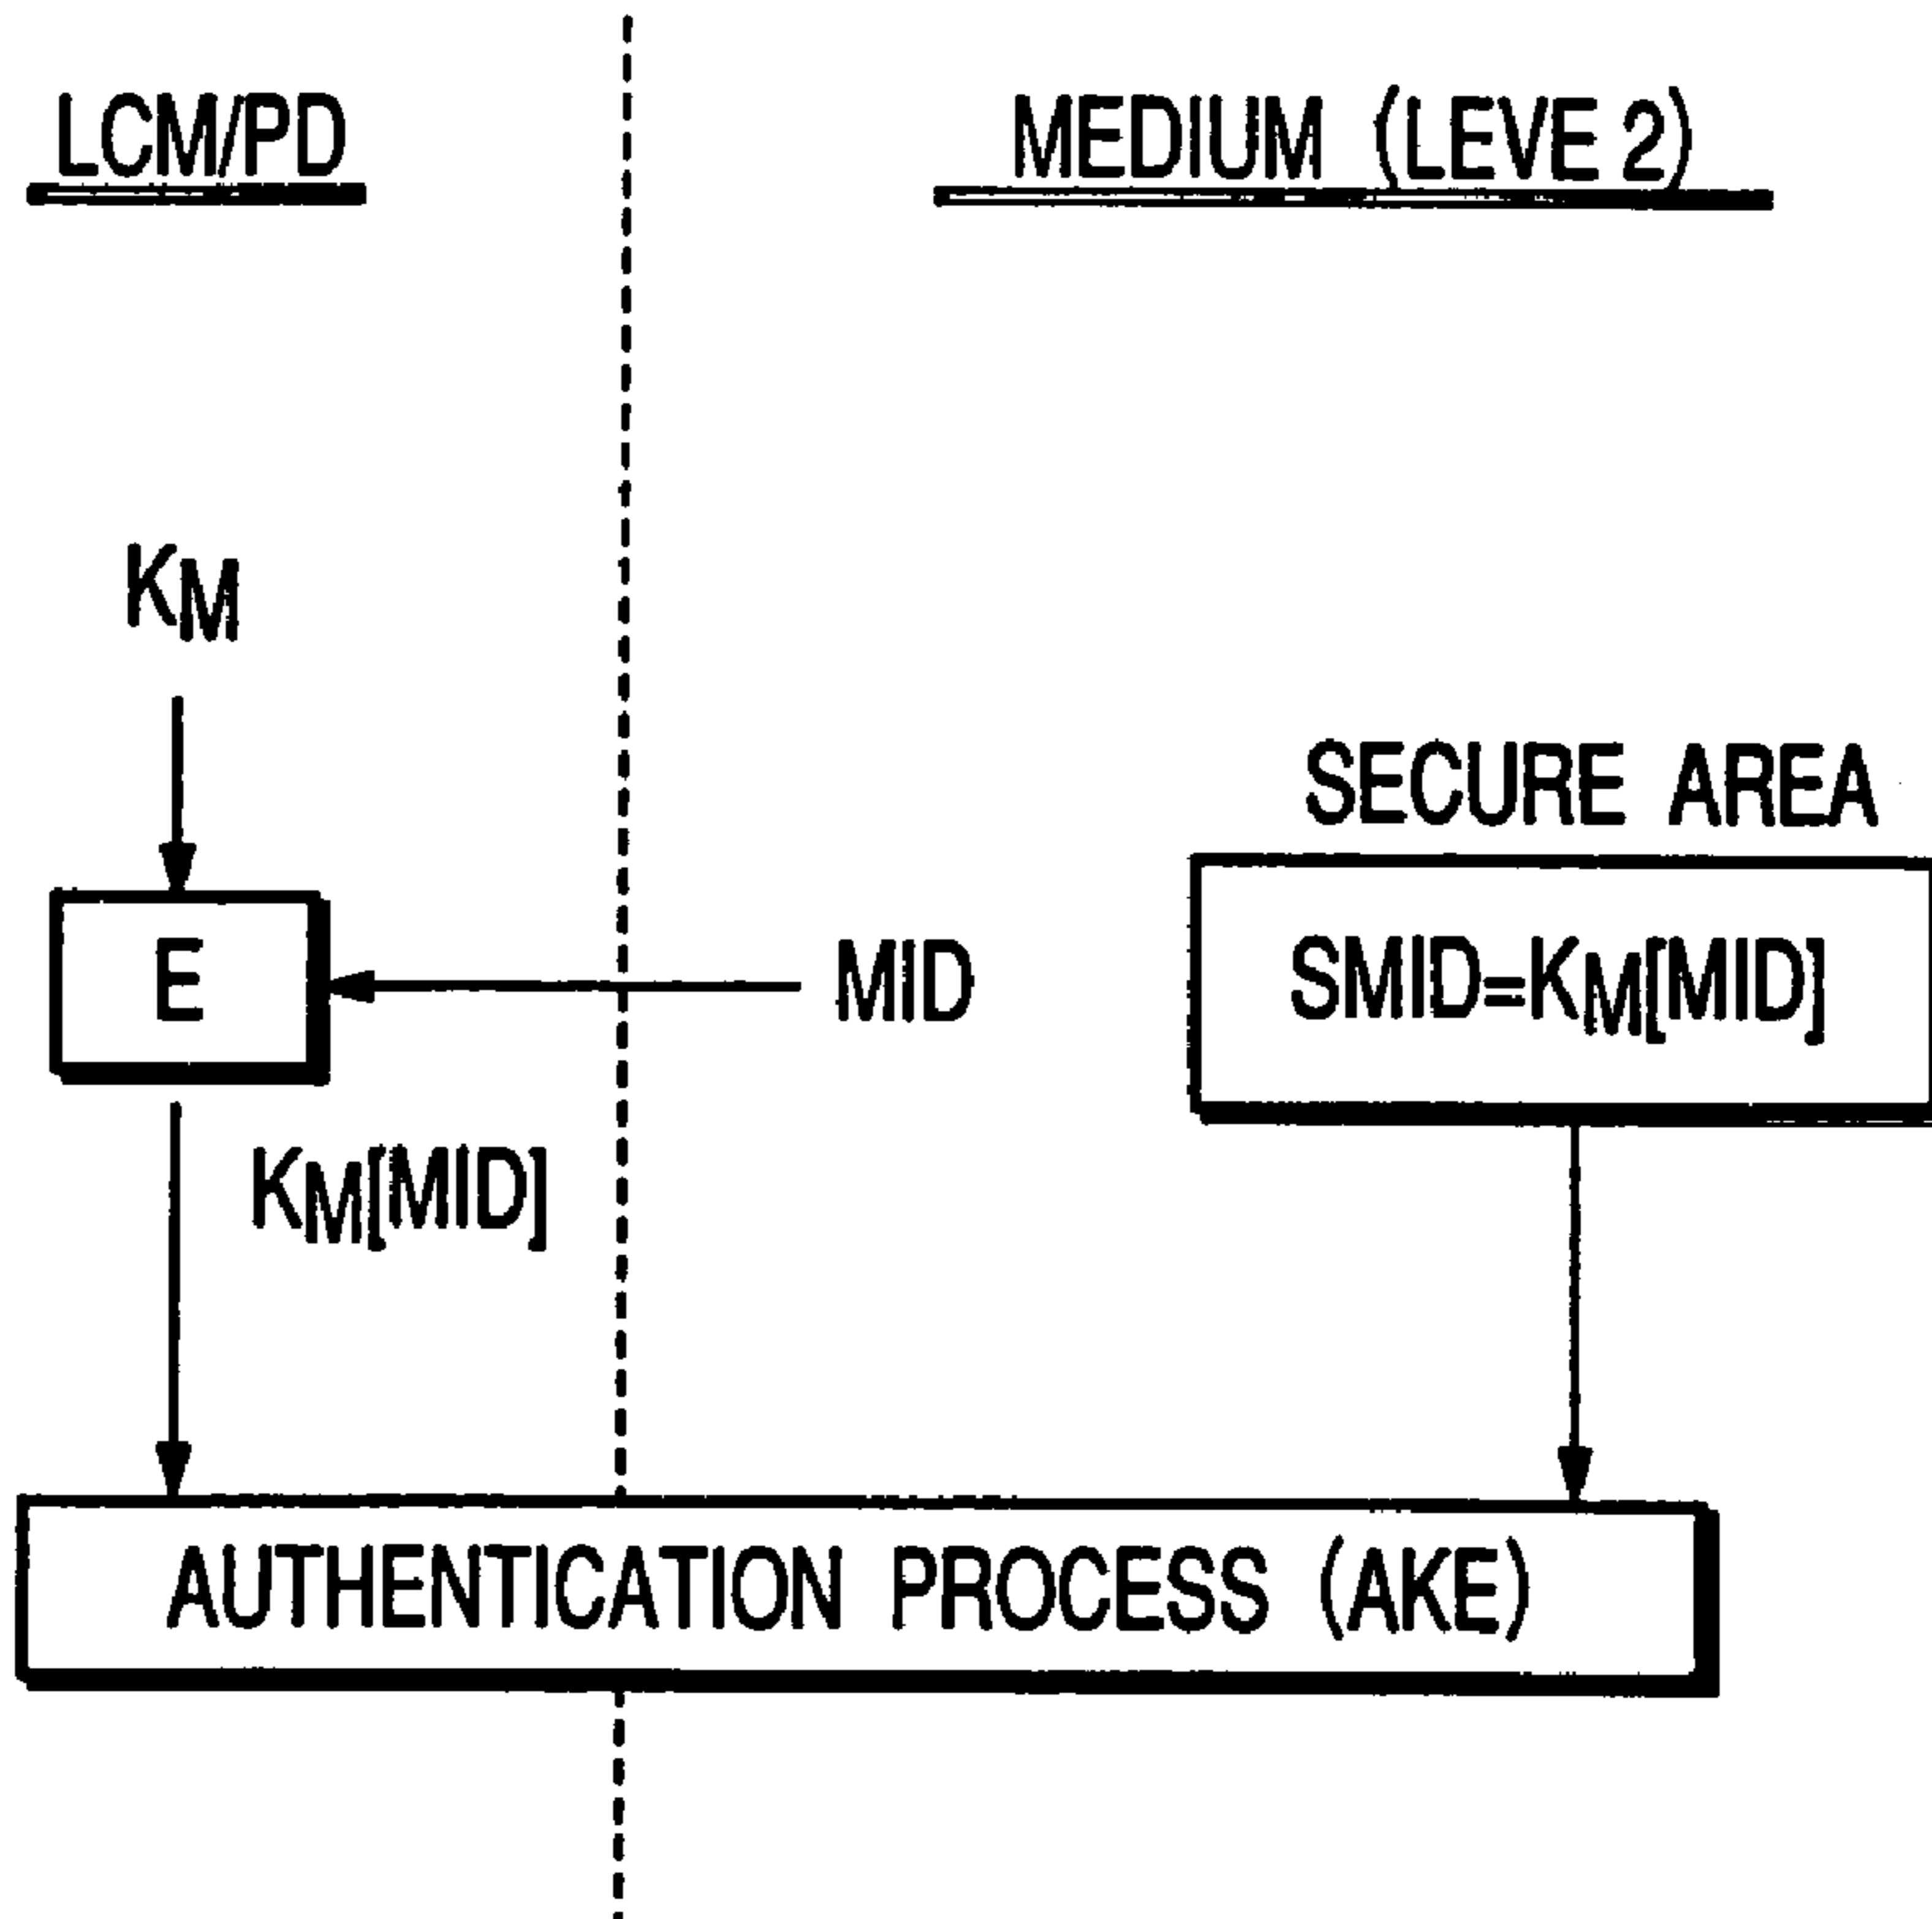 LCM/PD
MEDIUM (LEVE 2)
KM
SECURE AREA
E
MID
SMID=KM[MID]
KM[MID]
AUTHENTICATION PROCESS (AKE)